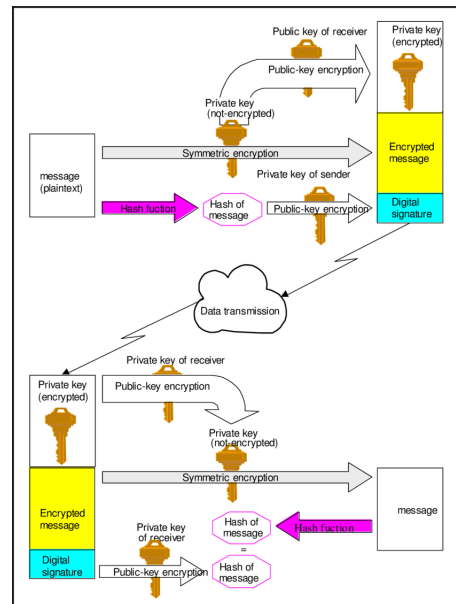 Public key of receiver
Private key
(encrypted)
Public-key encryption
Private key
(not-encrypted)
message
(plaintext)
Symmetric encryption
Encrypted
message
Private key of sender
Hash fuction
Hash of
message
Public-key encryption
Digital
signature
Data transmission
Private key of receiver
Private key
(encrypted)
Public-key encryption
Private key
(not-encrypted)
Symmetric encryption
Encrypted
message
Hash of
message
Hash fuction
message
=
Private key
of receiver
Digital
signature
Public-key encryption
Hash of
message